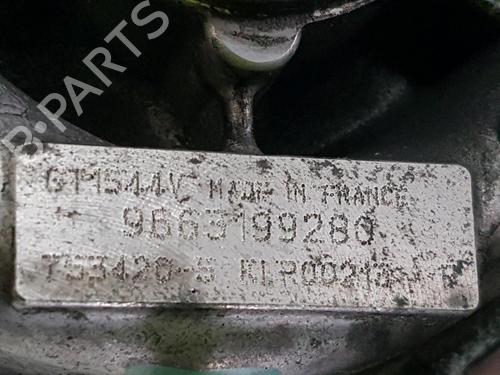 B-PARTS
GT1544V MADE IN FRANCE
9663199280
753420-5